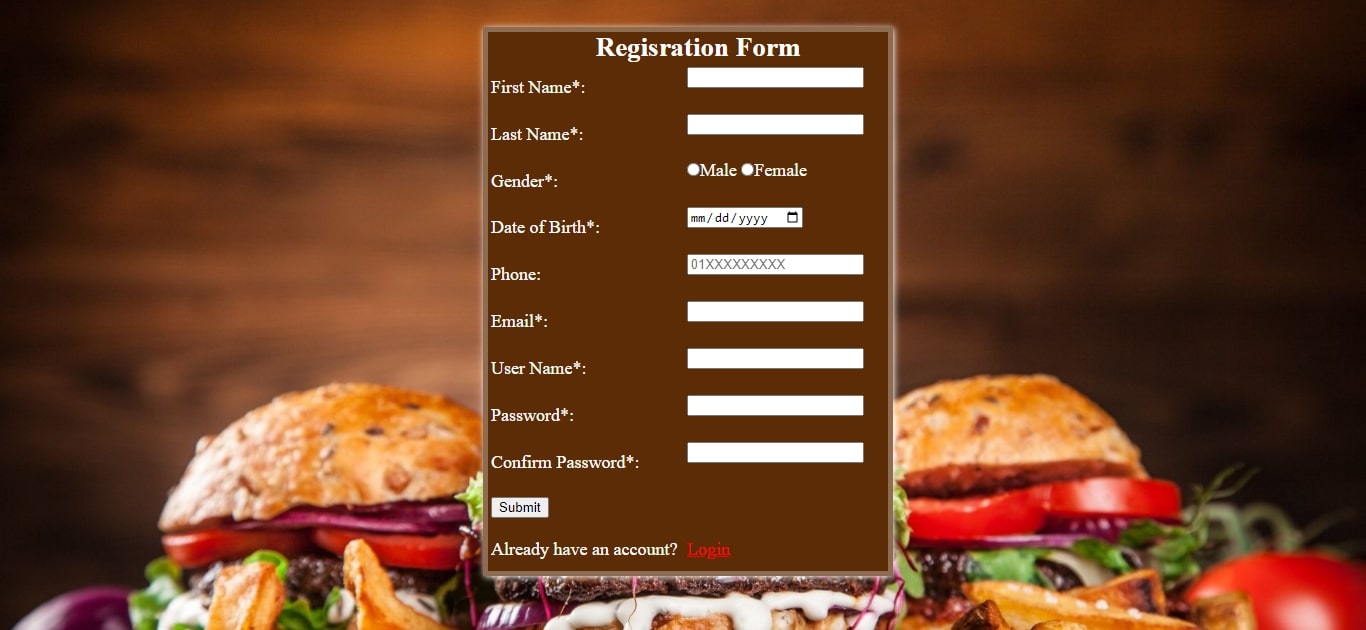 Regisration Form
First Name*:
Last Name*:
Gender*: Male Female
Date of Birth*: mm/dd/yyyy
Phone: 01XXXXXXXXX
Email*:
User Name*:
Password*:
Confirm Password*:
Submit
Already have an account? Login